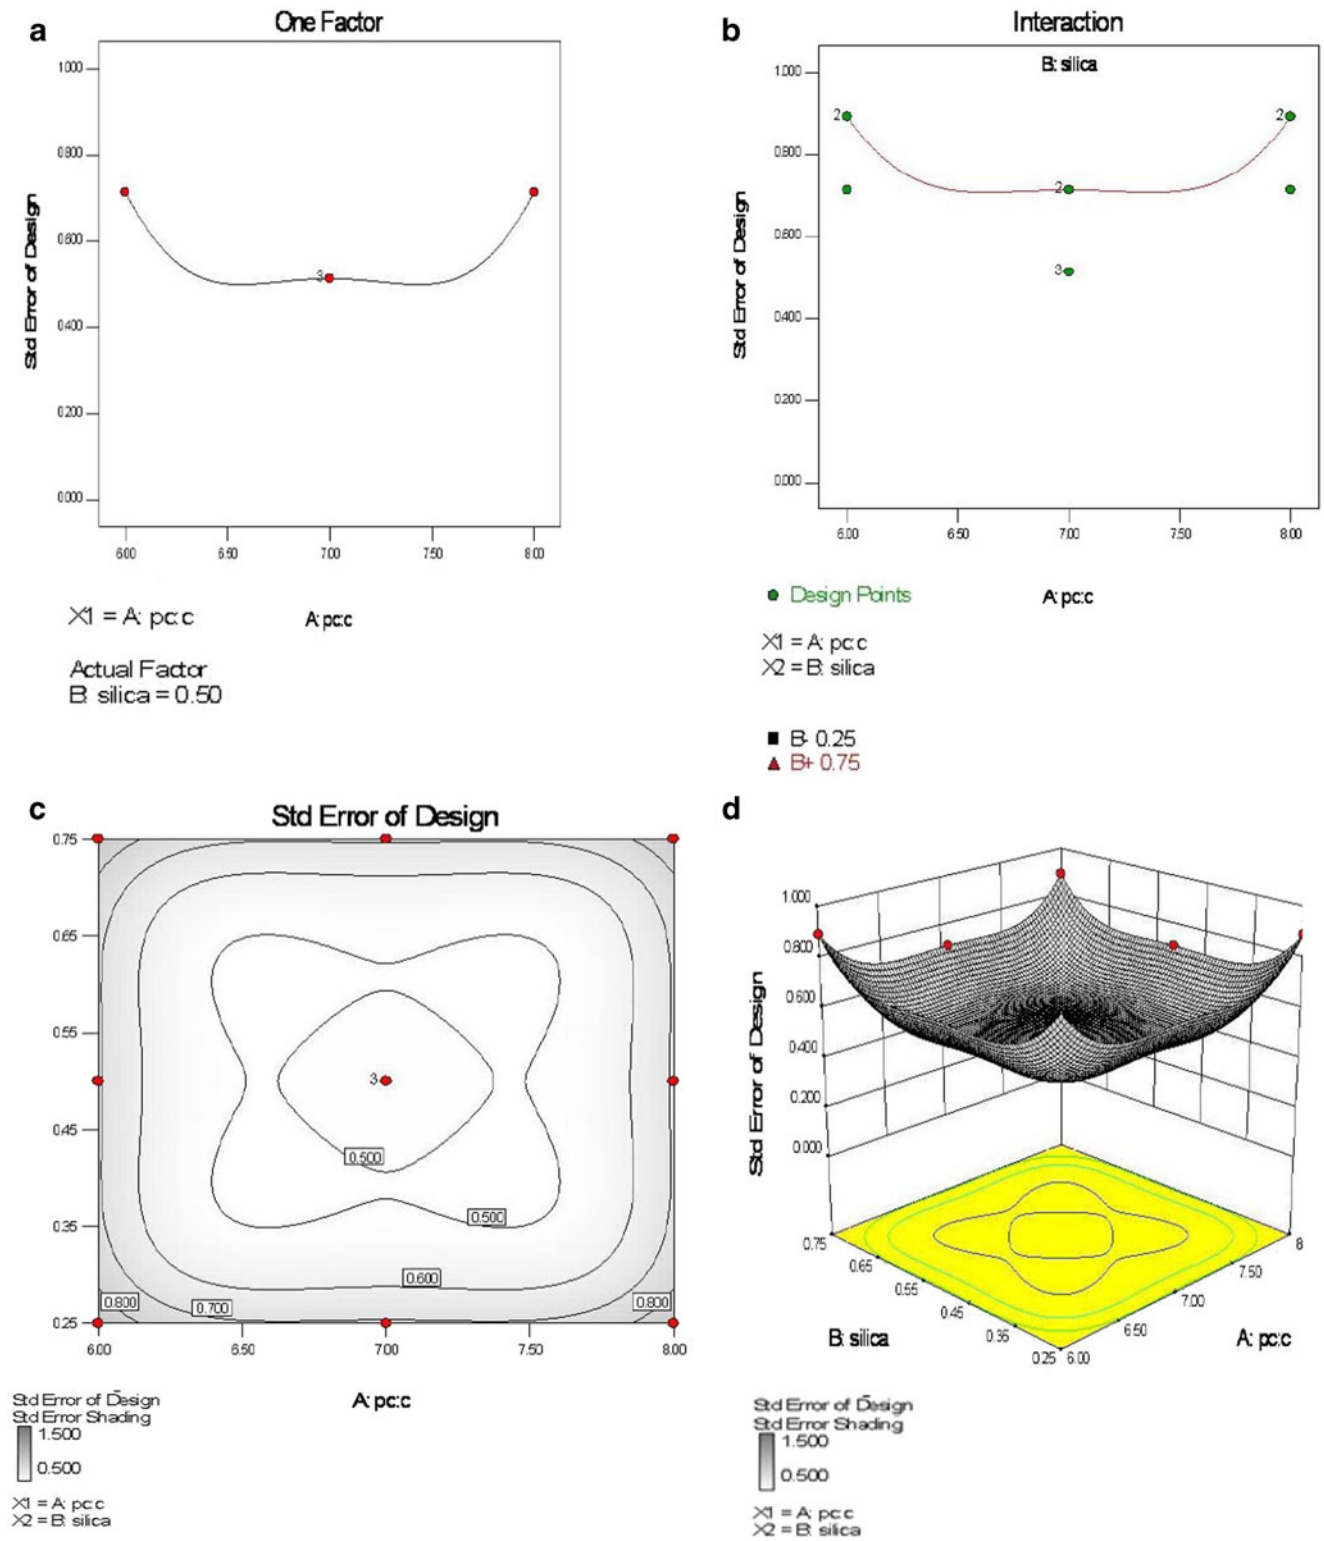 a
One Factor
1.000
0.800
0.600
0.400
0.200
0.000
Std Error of Design
3
6.00 6.50 7.00 7.50 8.00
X1 = A: pc:c
A: pc:c
Actual Factor
B: silica = 0.50
b
Interaction
B: silica
1.000
0.800
0.600
0.400
0.200
0.000
Std Error of Design
2
2
2
3
6.00 6.50 7.00 7.50 8.00
Design Points
A: pc:c
X1 = A: pc:c
X2 = B: silica
B- 0.25
B+ 0.75
c
Std Error of Design
0.75
0.65
0.55
0.45
0.35
0.25
3
0.500
0.500
0.600
0.700
0.800
0.800
6.00 6.50 7.00 7.50 8.00
A: pc:c
Std Error of Design
Std Error Shading
1.500
0.500
X1 = A: pc:c
X2 = B: silica
d
1.000
0.800
0.600
0.400
0.200
0.000
Std Error of Design
0.75
0.65
0.55
0.45
0.35
0.25
6.00
6.50
7.00
7.50
8
B: silica
A: pc:c
Std Error of Design
Std Error Shading
1.500
0.500
X1 = A: pc:c
X2 = B: silica